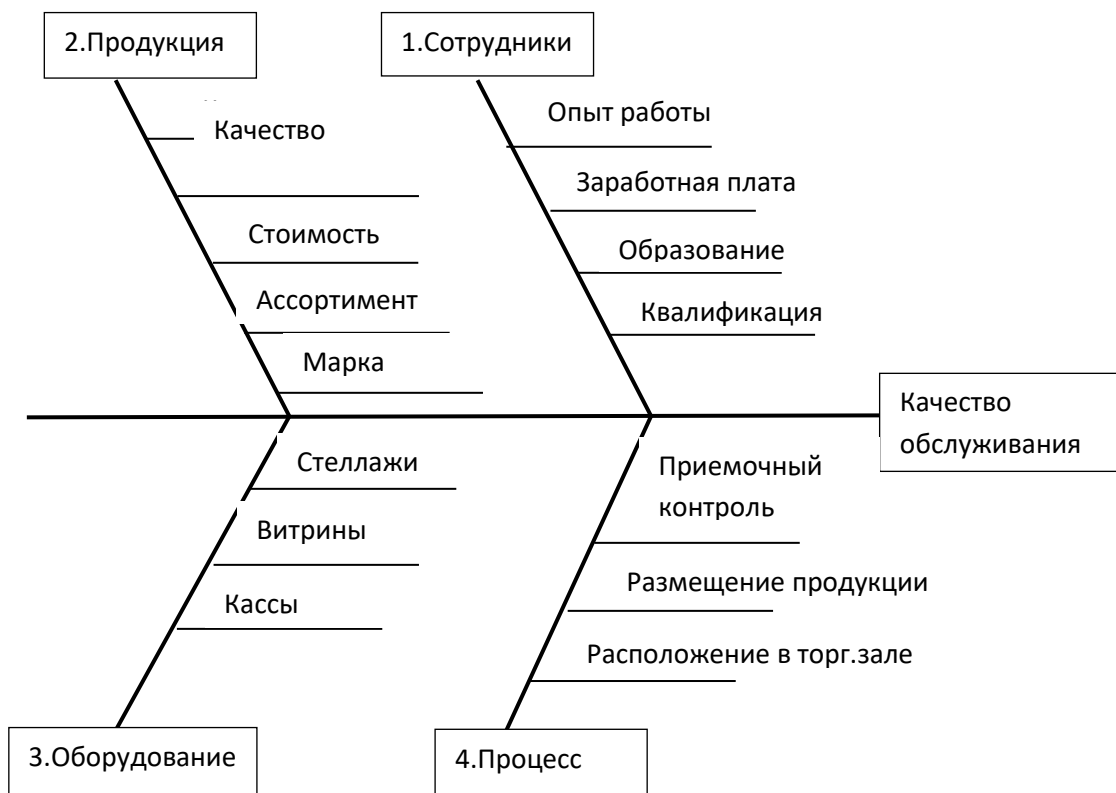 2.Продукция
1.Сотрудники
Качество
Опыт работы
Заработная плата
Стоимость
Образование
Ассортимент
Квалификация
Марка
Качество
обслуживания
Стеллажи
Приемочный
контроль
Витрины
Размещение продукции
Кассы
Расположение в торг.зале
3.Оборудование
4.Процесс